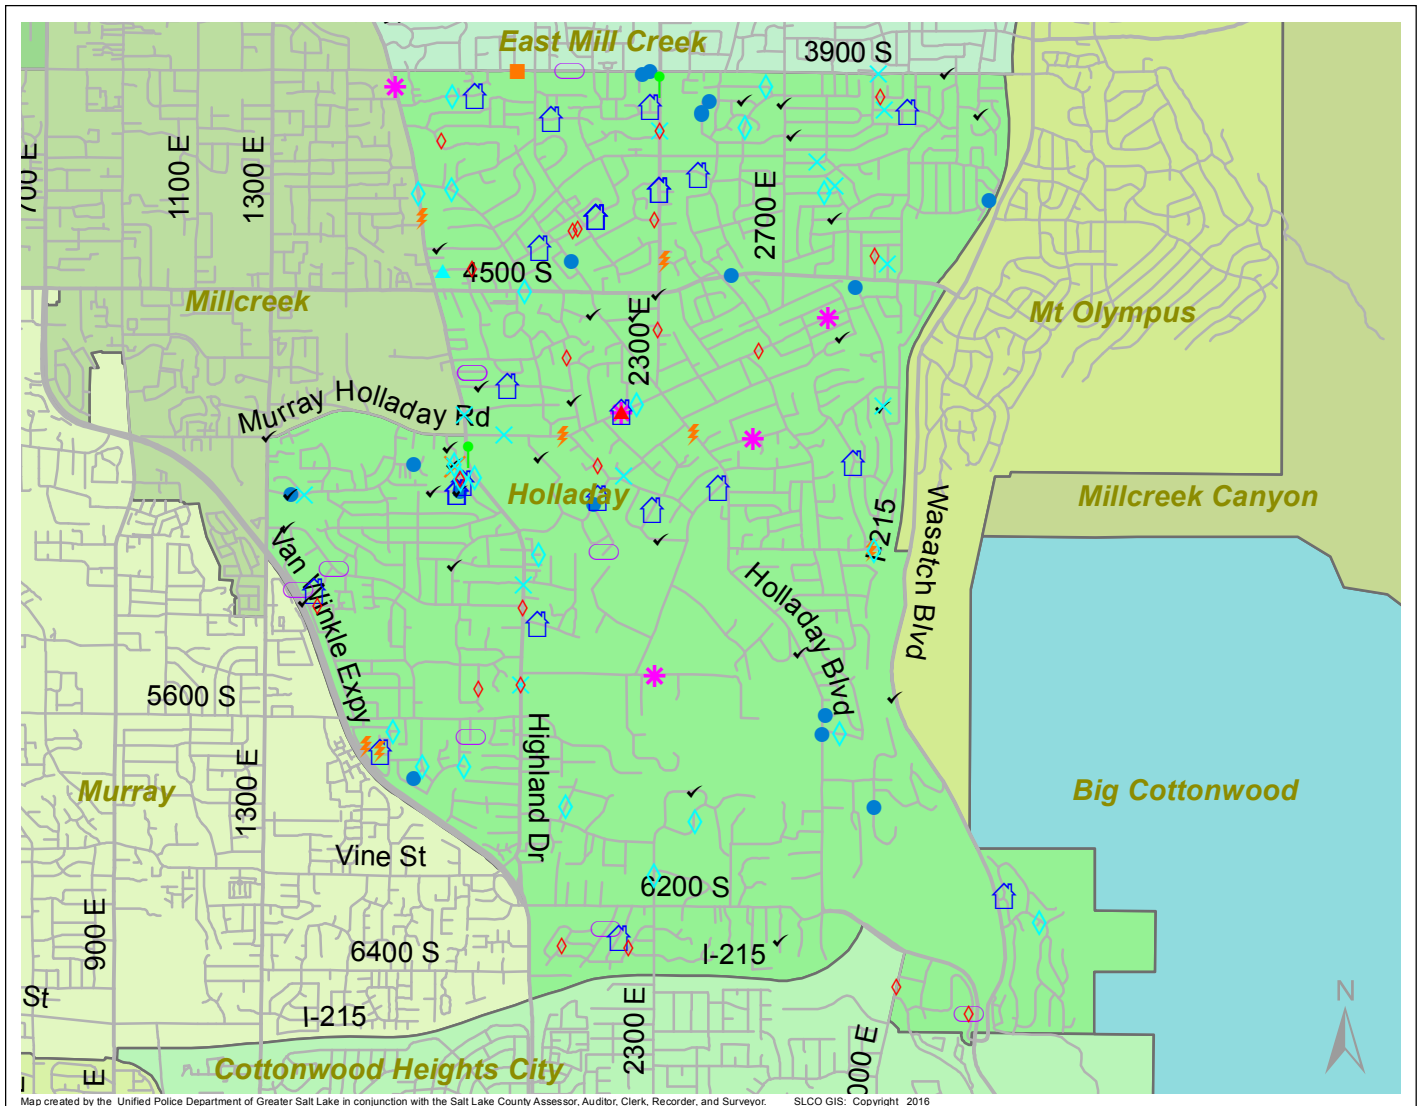 East Mill Creek
3900 S
700 E
1100 E
1300 E
2700 E
4500 S
Millcreek
Mt Olympus
2300 E
Murray Holladay Rd
Holladay
Millcreek Canyon
I-215
Wasatch Blvd
Van Winkle Expy
Holladay Blvd
5600 S
Highland Dr
Murray
1300 E
Big Cottonwood
Vine St
6200 S
900 E
6400 S
I-215
St
I-215
N
2300 E
000 E
Cottonwood Heights City
E
Map created by the Unified Police Department of Greater Salt Lake in conjunction with the Salt Lake County Assessor, Auditor, Clerk, Recorder, and Surveyor. SLCO GIS: Copyright 2016